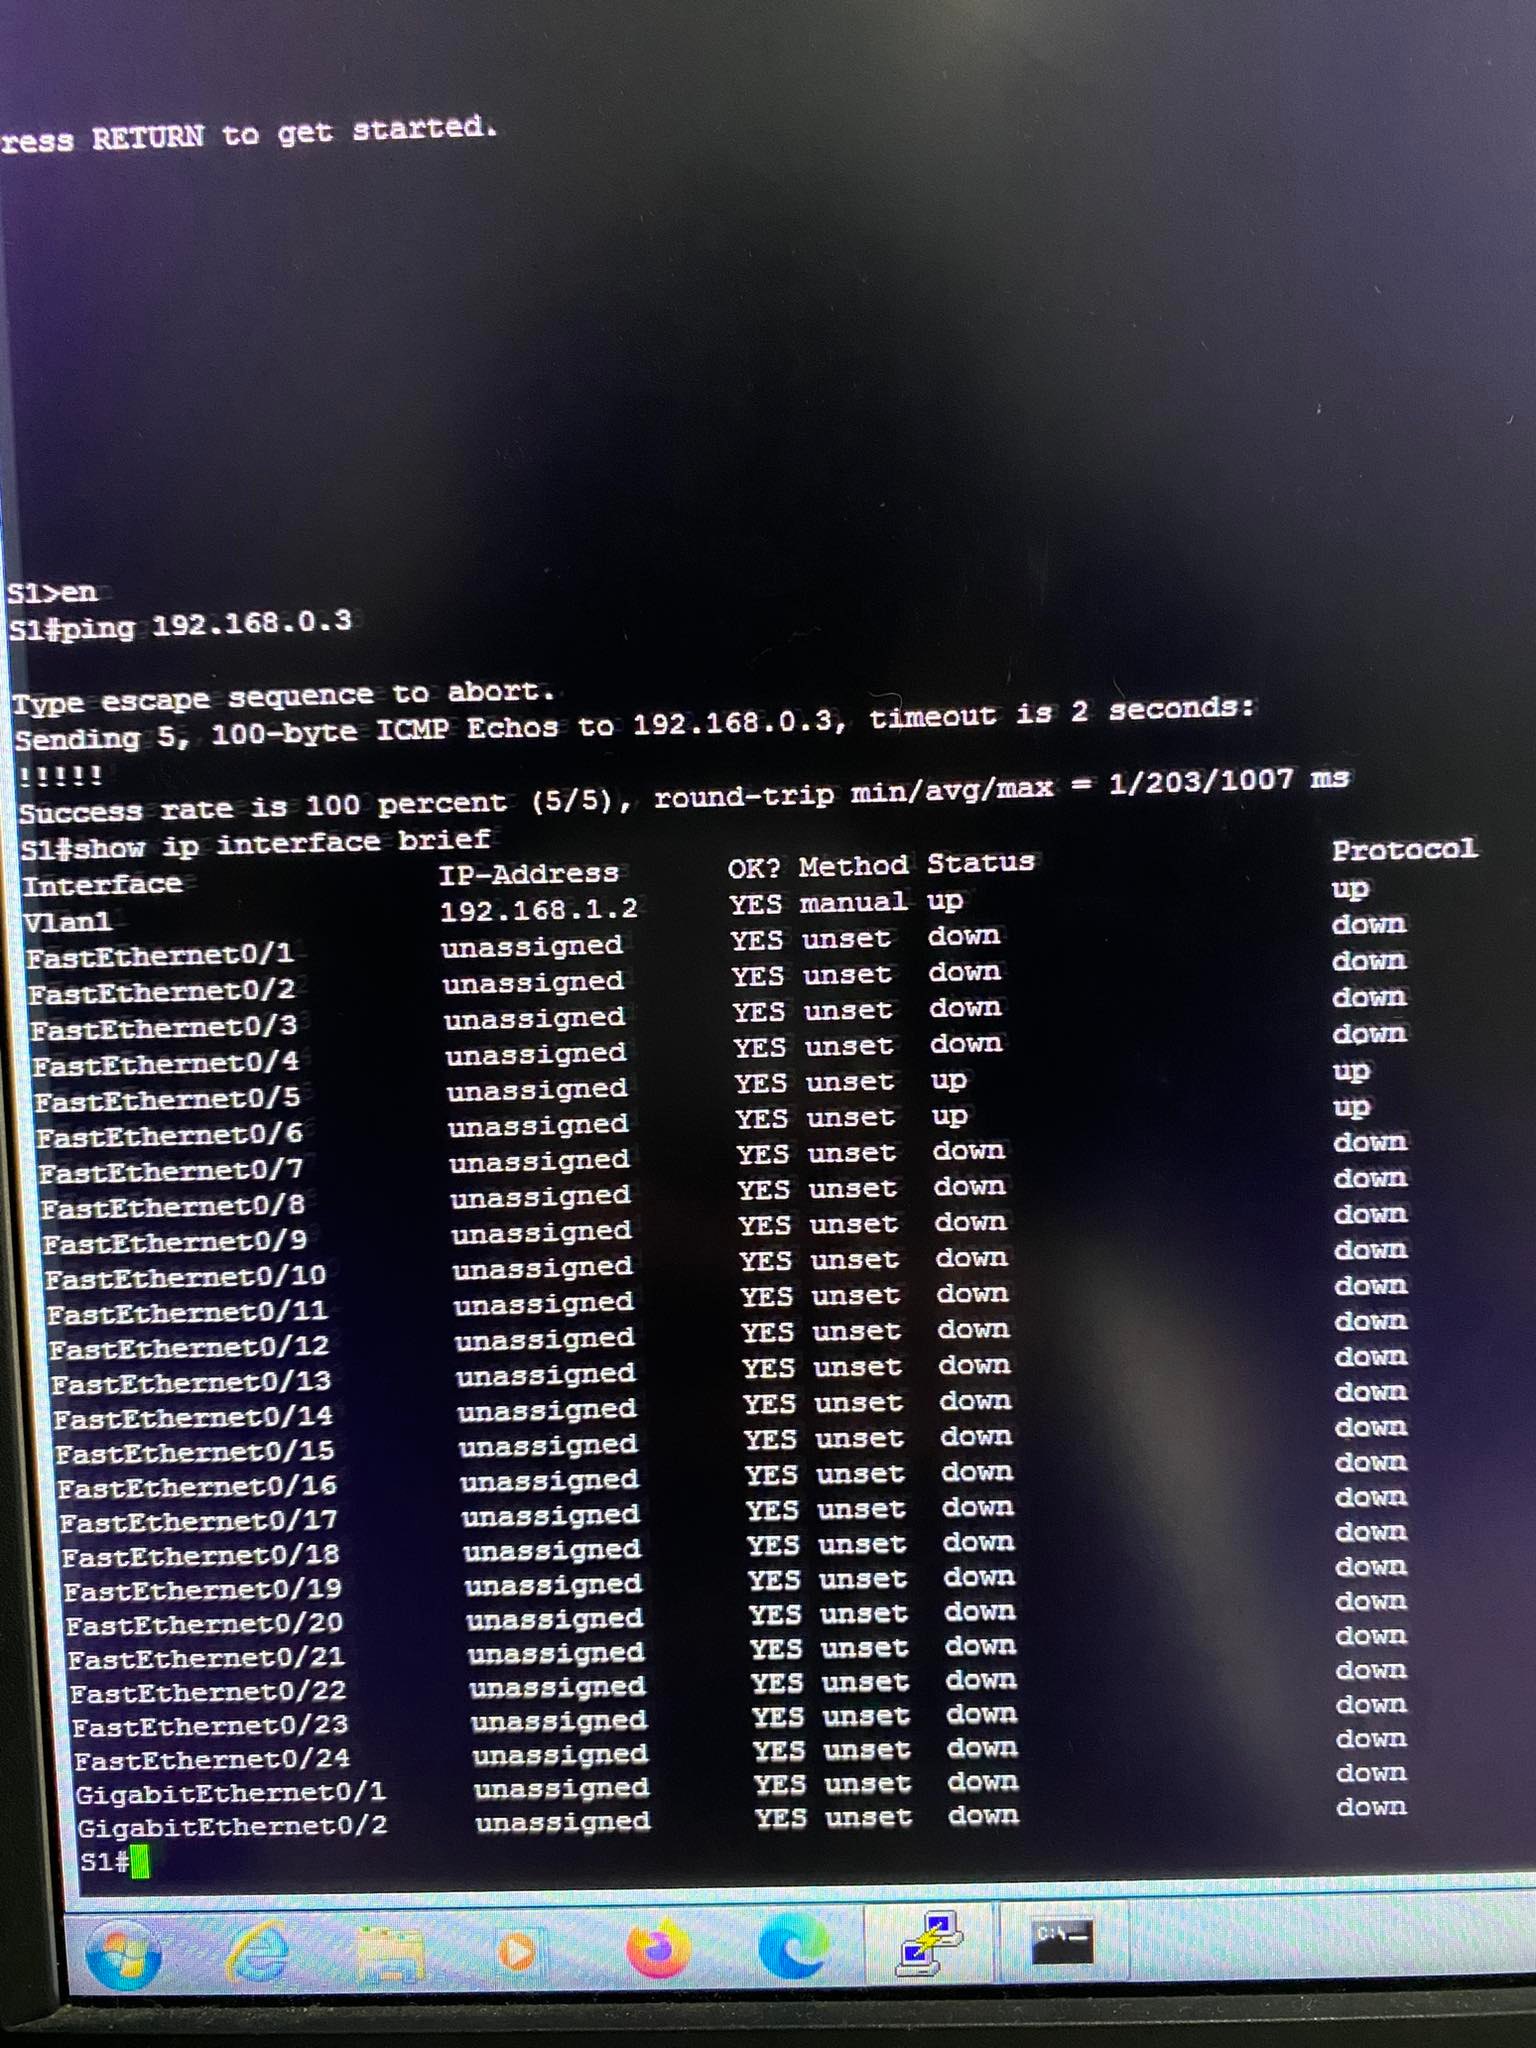 ress RETURN to get started.
S1>en
S1#ping 192.168.0.3
Type escape sequence to abort.
Sending 5, 100-byte ICMP Echos to 192.168.0.3, timeout is 2 seconds:
!!!!!
Success rate is 100 percent (5/5), round-trip min/avg/max = 1/203/1007 ms
S1#show ip interface brief
Interface IP-Address OK? Method Status Protocol
Vlan1 192.168.1.2 YES manual up up
FastEthernet0/1 unassigned YES unset down down
FastEthernet0/2 unassigned YES unset down down
FastEthernet0/3 unassigned YES unset down down
FastEthernet0/4 unassigned YES unset down down
FastEthernet0/5 unassigned YES unset up up
FastEthernet0/6 unassigned YES unset up up
FastEthernet0/7 unassigned YES unset down down
FastEthernet0/8 unassigned YES unset down down
FastEthernet0/9 unassigned YES unset down down
FastEthernet0/10 unassigned YES unset down down
FastEthernet0/11 unassigned YES unset down down
FastEthernet0/12 unassigned YES unset down down
FastEthernet0/13 unassigned YES unset down down
FastEthernet0/14 unassigned YES unset down down
FastEthernet0/15 unassigned YES unset down down
FastEthernet0/16 unassigned YES unset down down
FastEthernet0/17 unassigned YES unset down down
FastEthernet0/18 unassigned YES unset down down
FastEthernet0/19 unassigned YES unset down down
FastEthernet0/20 unassigned YES unset down down
FastEthernet0/21 unassigned YES unset down down
FastEthernet0/22 unassigned YES unset down down
FastEthernet0/23 unassigned YES unset down down
FastEthernet0/24 unassigned YES unset down down
GigabitEthernet0/1 unassigned YES unset down down
GigabitEthernet0/2 unassigned YES unset down down
S1#
C:\_